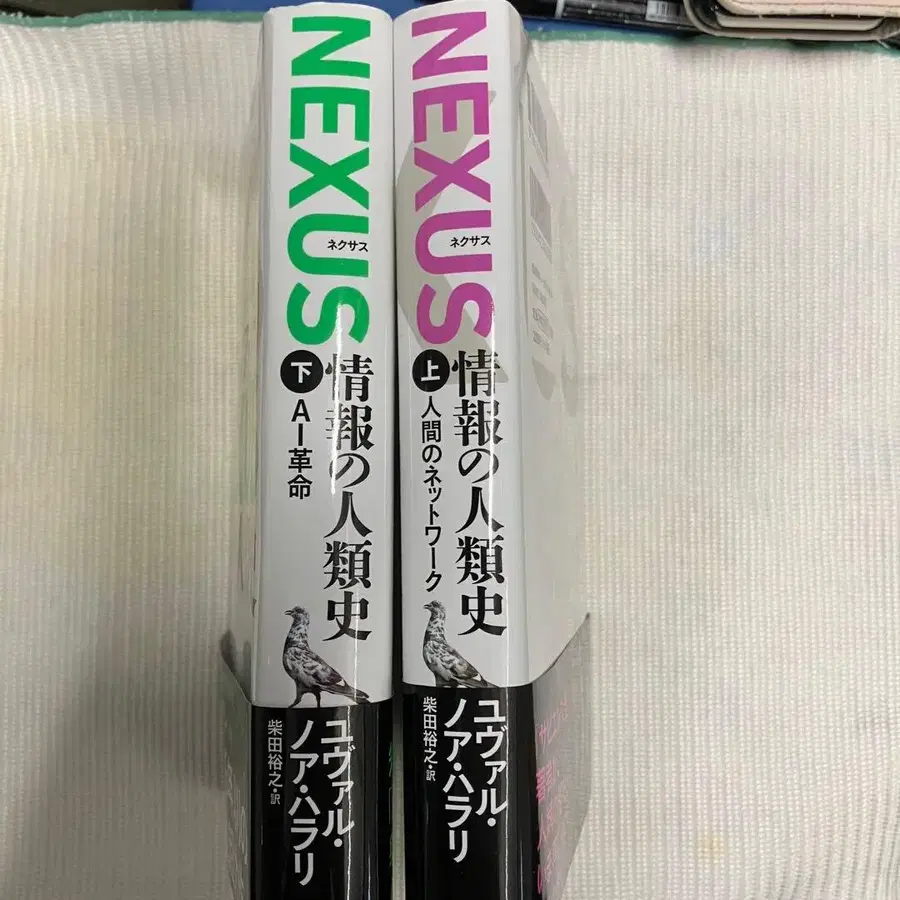 NEXUS
ネクサス
情報の人類史
上
人間のネットワーク
ユヴァル・
ノア・ハラリ
柴田裕之・訳
NEXUS
ネクサス
情報の人類史
下
AI革命
ユヴァル・
ノア・ハラリ
柴田裕之・訳